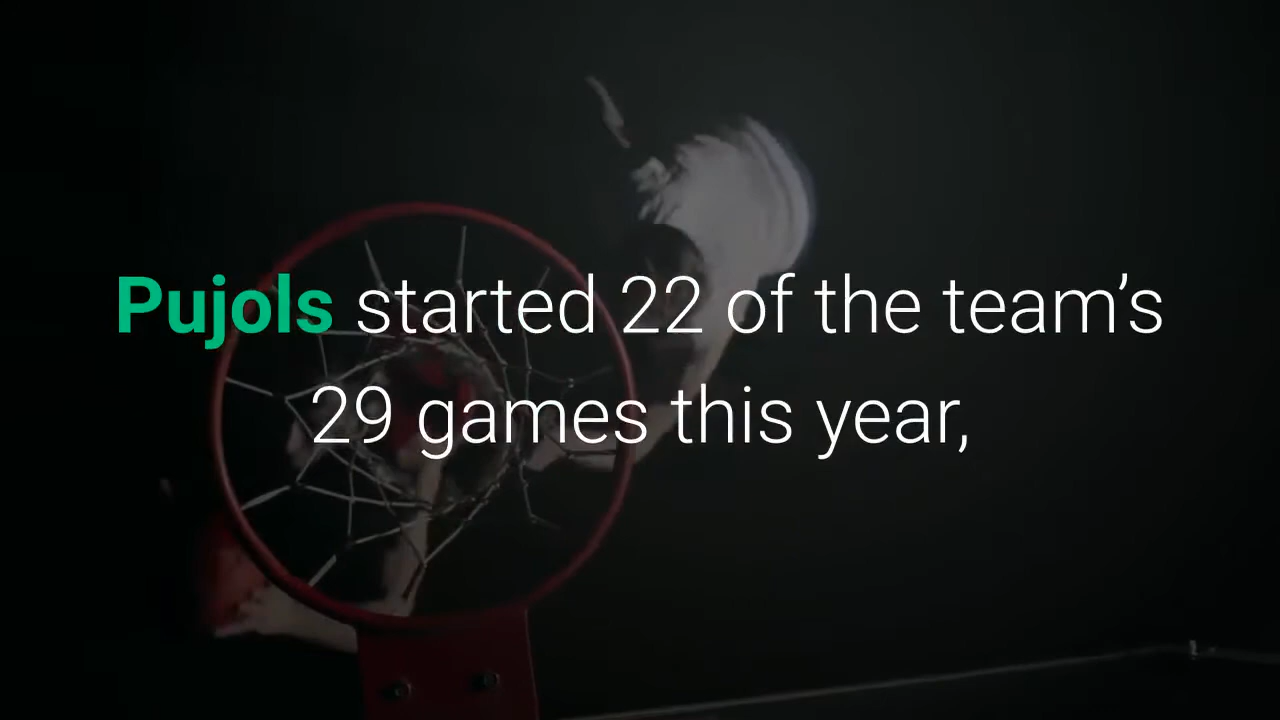 Pujols started 22 of the team’s
29 games this year,